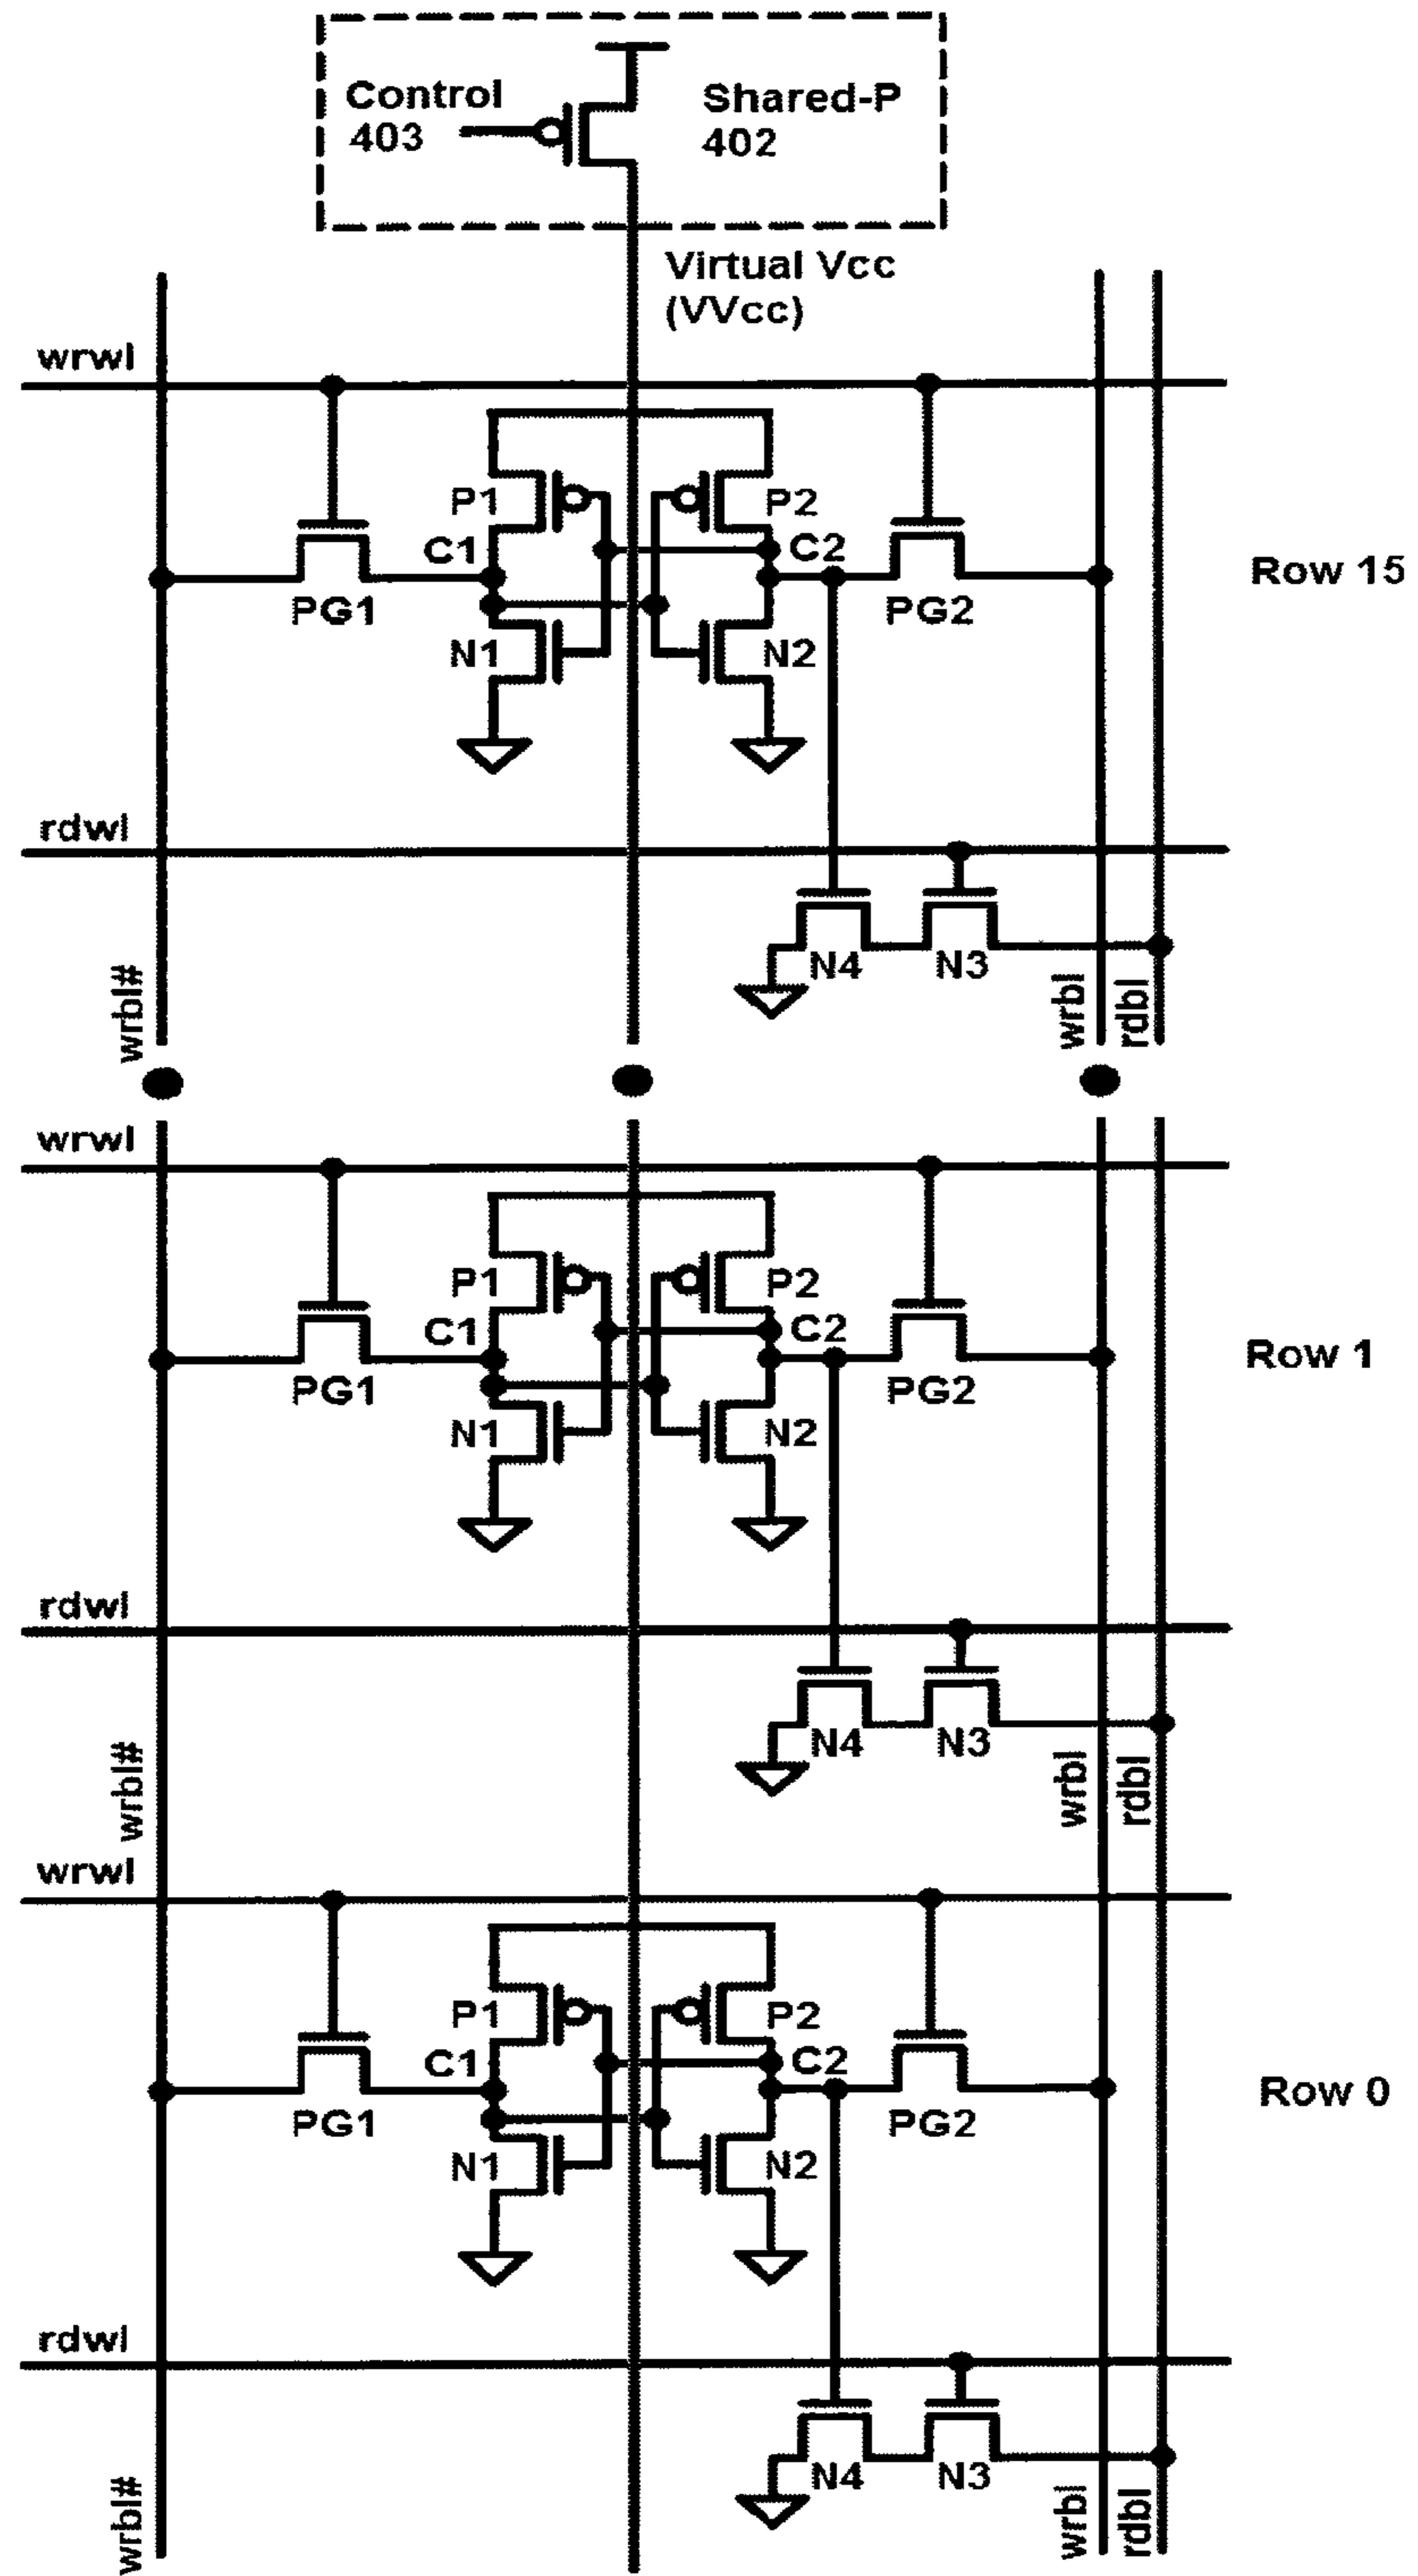 Control
403
Shared-P
402
Virtual Vcc
(VVcc)
wrwl
P1
P2
C1
C2
Row 15
PG1
PG2
N1
N2
rdwl
N4
N3
wrbl#
wrbl
rdbl
wrwl
P1
P2
C1
C2
Row 1
PG1
PG2
N1
N2
rdwl
N4
N3
wrbl#
wrbl
rdbl
wrwl
P1
P2
C1
C2
Row 0
PG1
PG2
N1
N2
rdwl
N4
N3
wrbl#
wrbl
rdbl